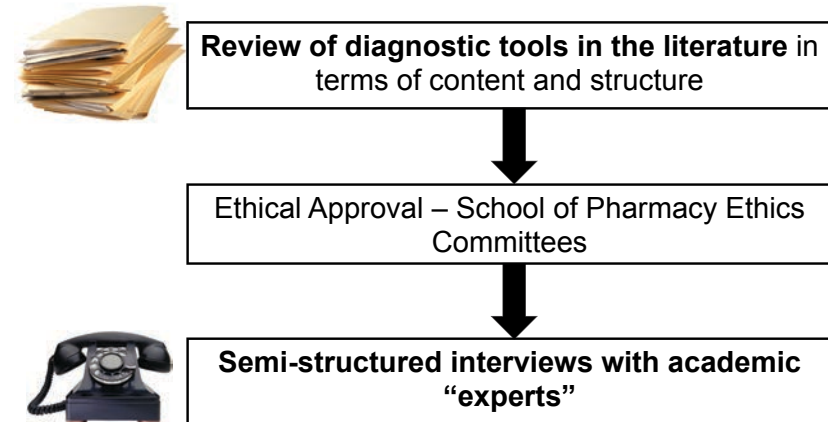 Review of diagnostic tools in the literature in
terms of content and structure
Ethical Approval – School of Pharmacy Ethics
Committees
Semi-structured interviews with academic
“experts”